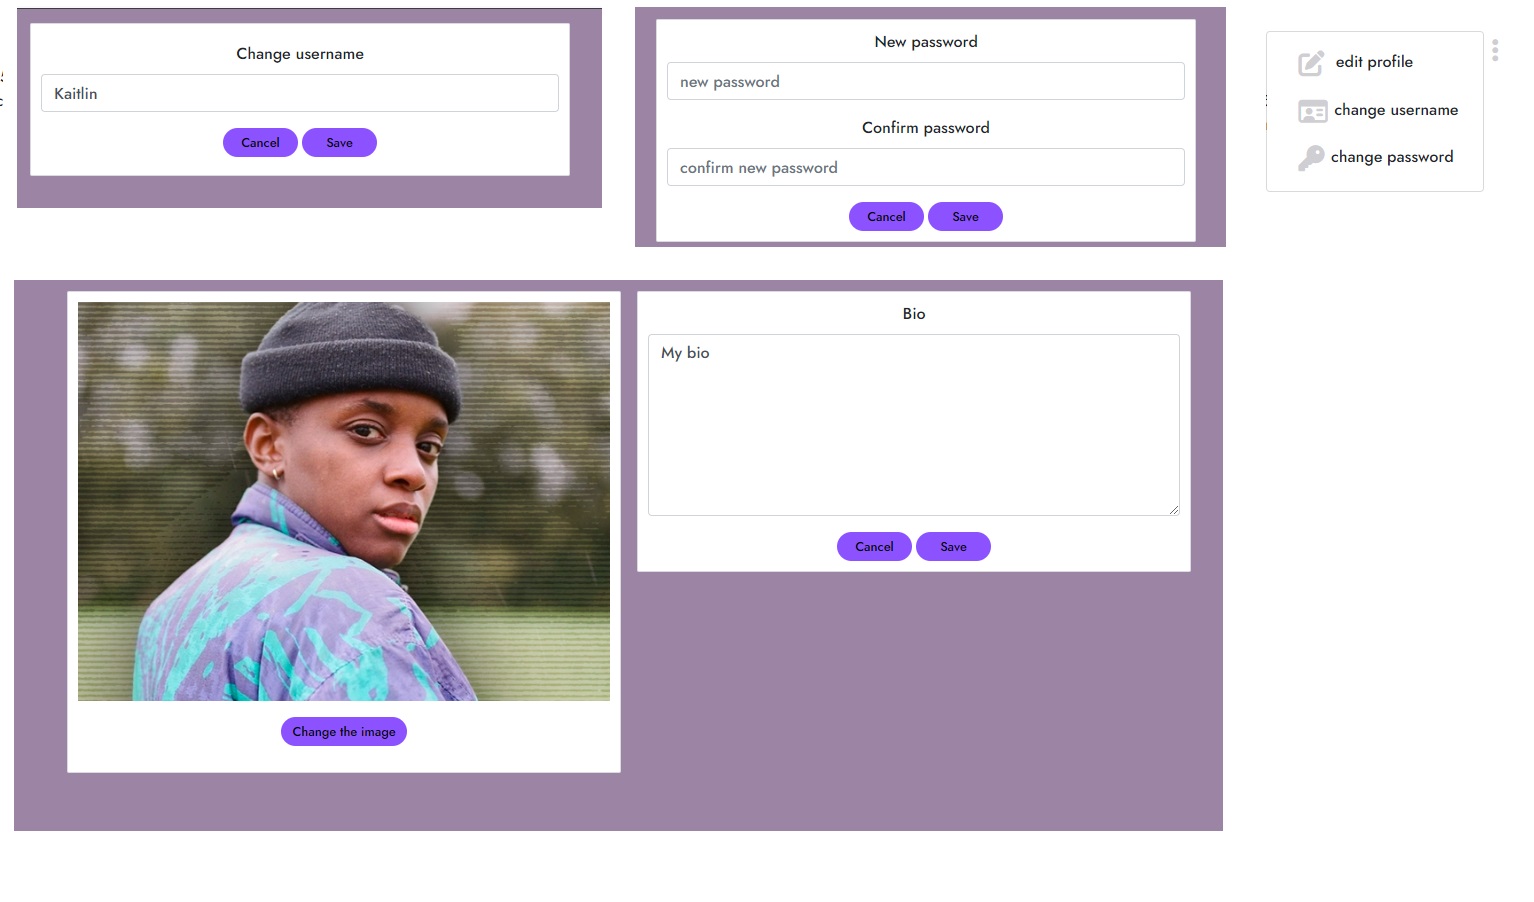 Change username
Kaitlin
Cancel Save
New password
new password
Confirm password
confirm new password
Cancel Save
edit profile
change username
change password
Change the image
Bio
My bio
Cancel Save